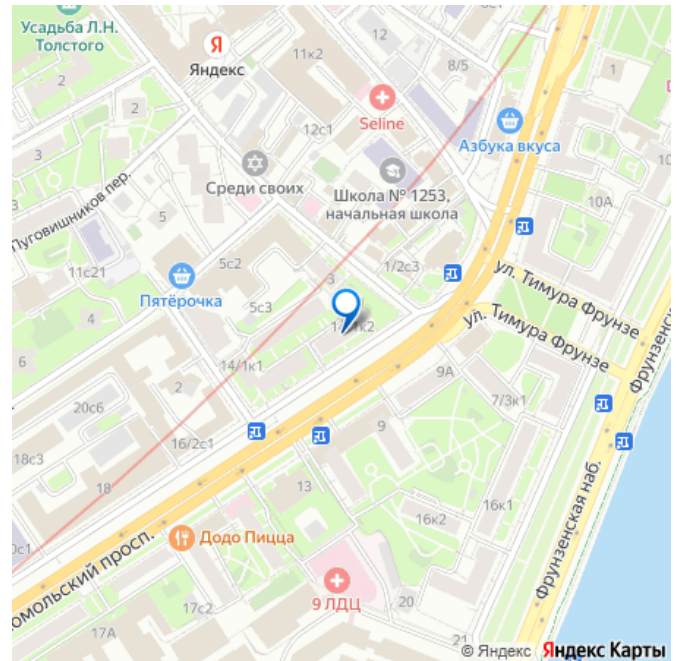 Усадьба Л.Н.
Толстого
Яндекс
11к2
12
8/5
1
Seline
Азбука вкуса
2
2
3
12с1
Среди своих
Школа № 1253,
начальная школа
10
10А
Пуговишников пер.
5
11с21
5с2
1/2с3
3
Пятёрочка
5с3
ул. Тимура Фрунзе
ул. Тимура Фрунзе
6
14/1к1
9А
7/3к1
2
20с6
16/2с1
9
18с3
18
13
16к1
16к2
Додо Пицца
Фрунзенская наб.
9 ЛДЦ
17с2
20
17А
21
© Яндекс Яндекс Карты